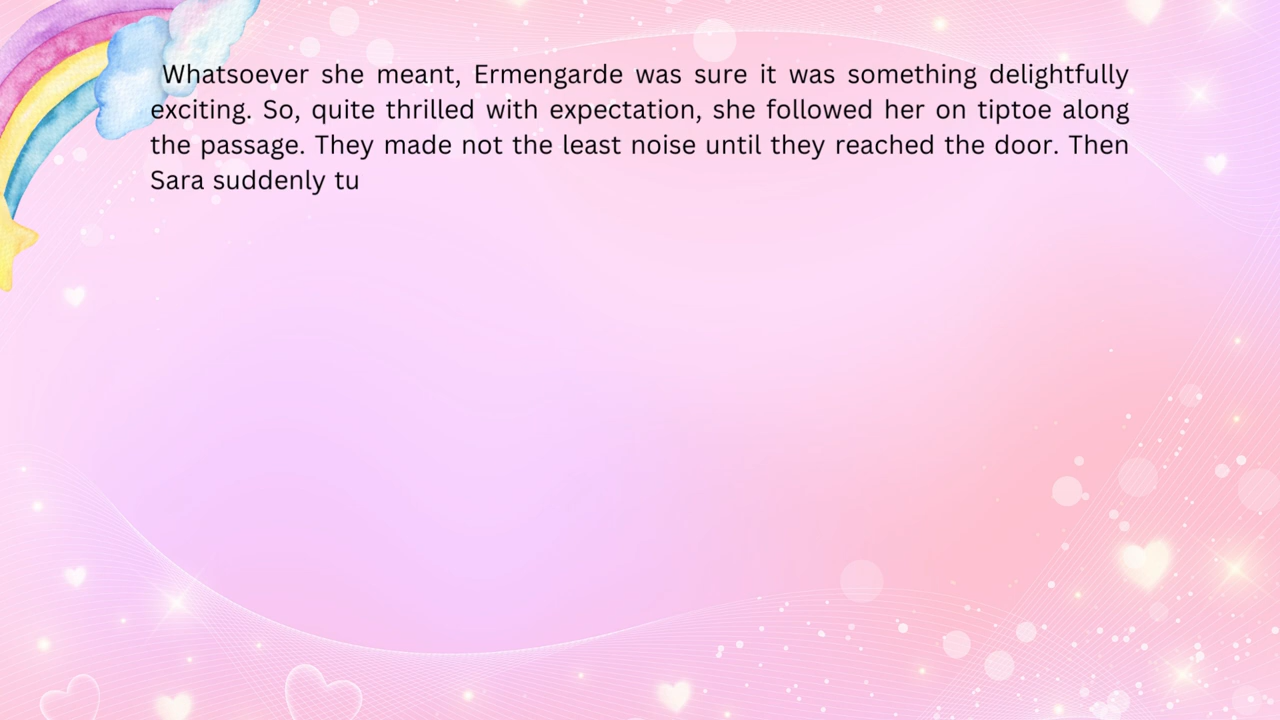 Whatsoever she meant, Ermengarde was sure it was something delightfully
exciting. So, quite thrilled with expectation, she followed her on tiptoe along
the passage. They made not the least noise until they reached the door. Then
Sara suddenly tu